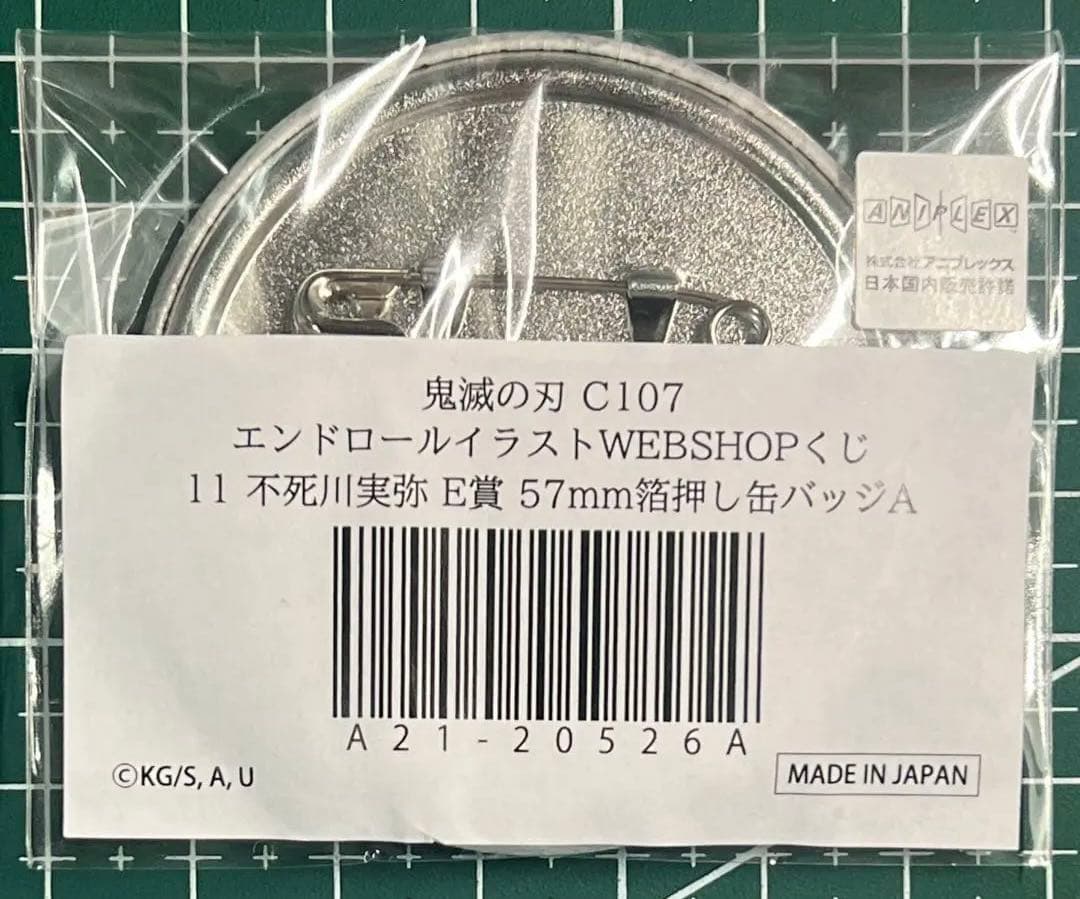 ANIPLEX
株式会社アニプレックス
日本国内販売許諾
鬼滅の刃 C107
エンドロールイラストWEBSHOPくじ
11 不死川実弥 E賞 57mm箔押し缶バッジA
A21-20526A
©KG/S, A, U
MADE IN JAPAN